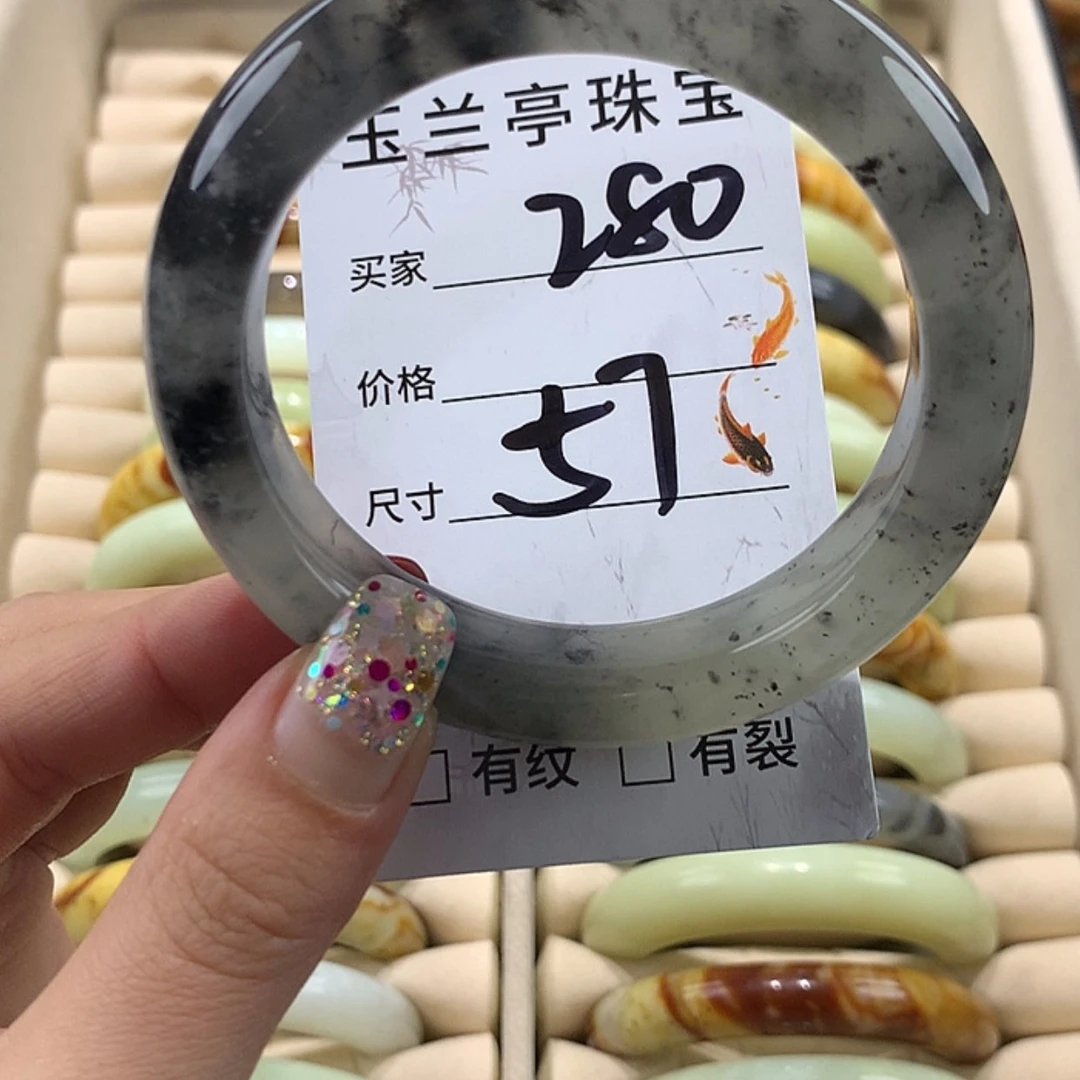 玉兰亭珠宝
买家 280
价格
尺寸 57
有纹 有裂